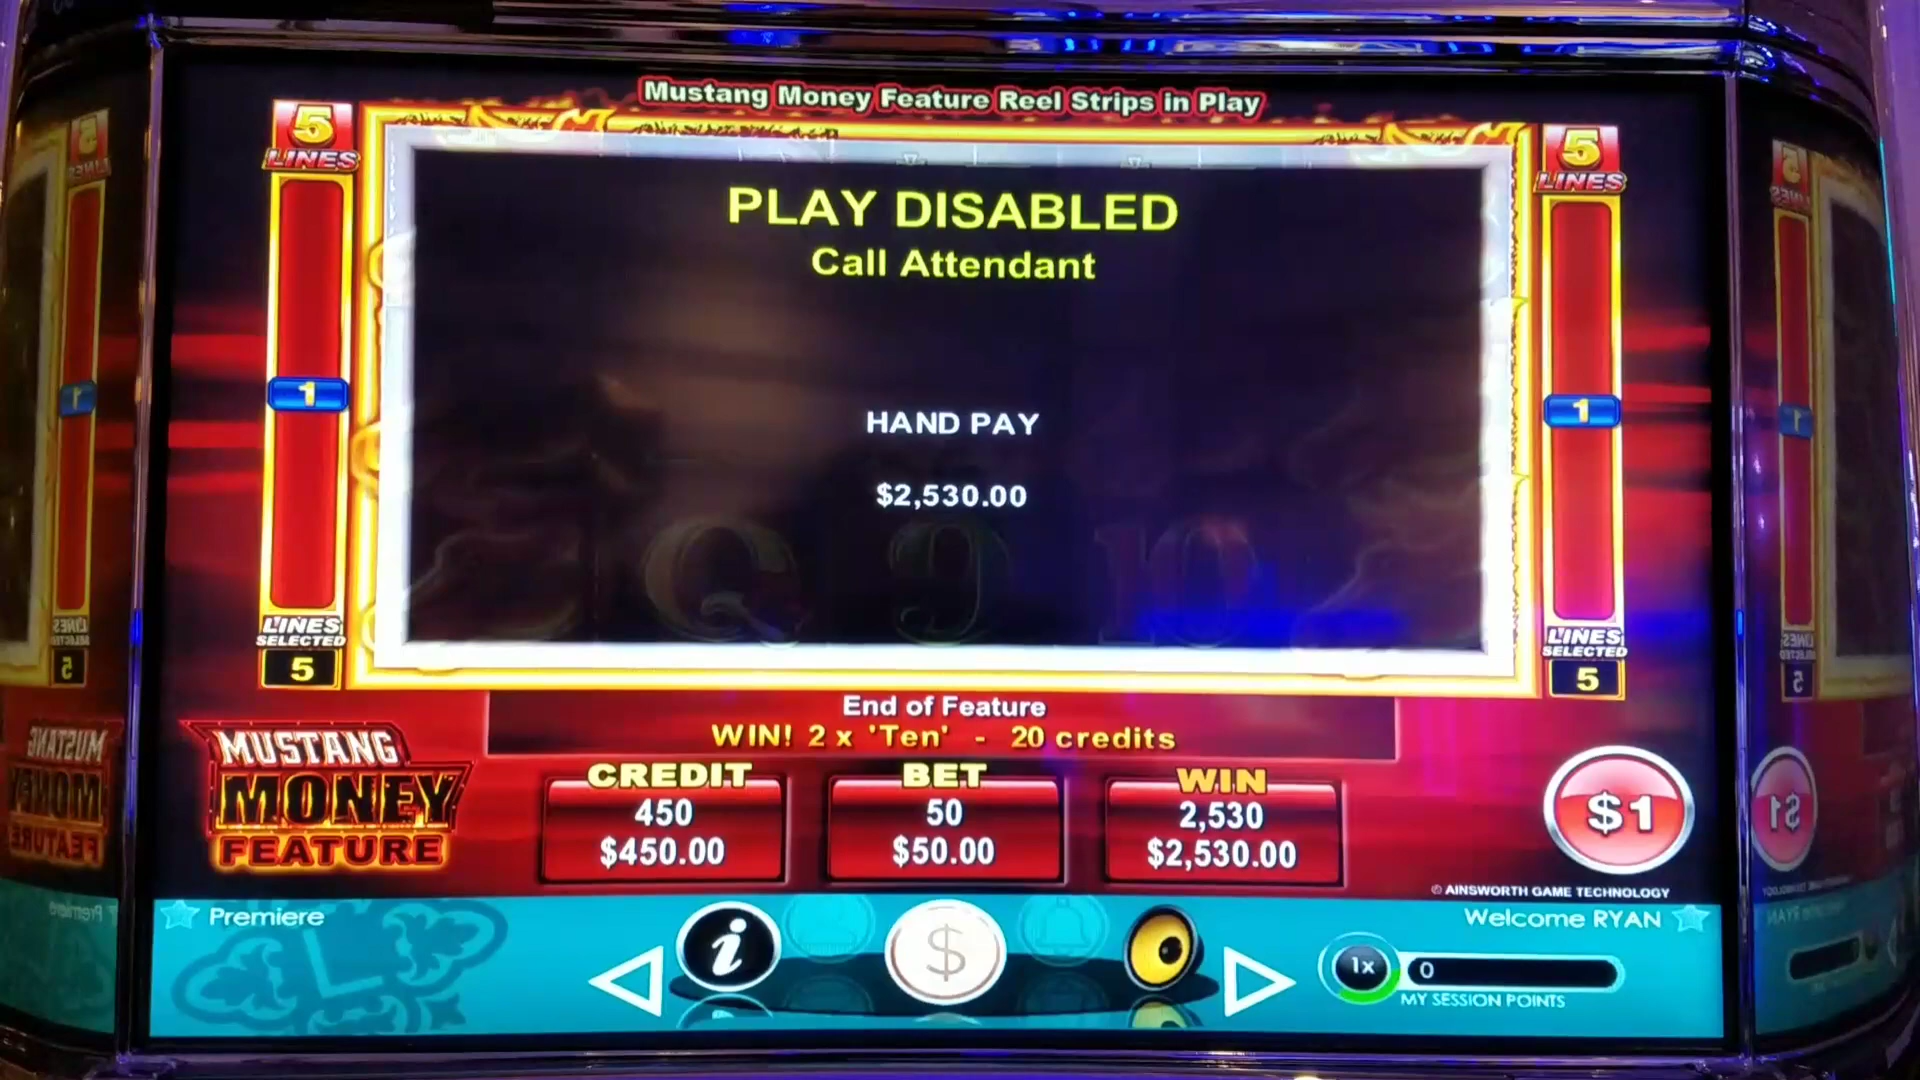 Mustang Money Feature Reel Strips in Play
5
LINES
5
LINES
PLAY DISABLED
Call Attendant
1
1
HAND PAY
$2,530.00
Q 9 10
LINES
SELECTED
5
LINES
SELECTED
5
End of Feature
WIN! 2 x 'Ten' - 20 credits
MUSTANG
MONEY
FEATURE
CREDIT
450
$450.00
BET
50
$50.00
WIN
2,530
$2,530.00
$1
© AINSWORTH GAME TECHNOLOGY
Premiere
i
$
Welcome RYAN
1x
0
MY SESSION POINTS